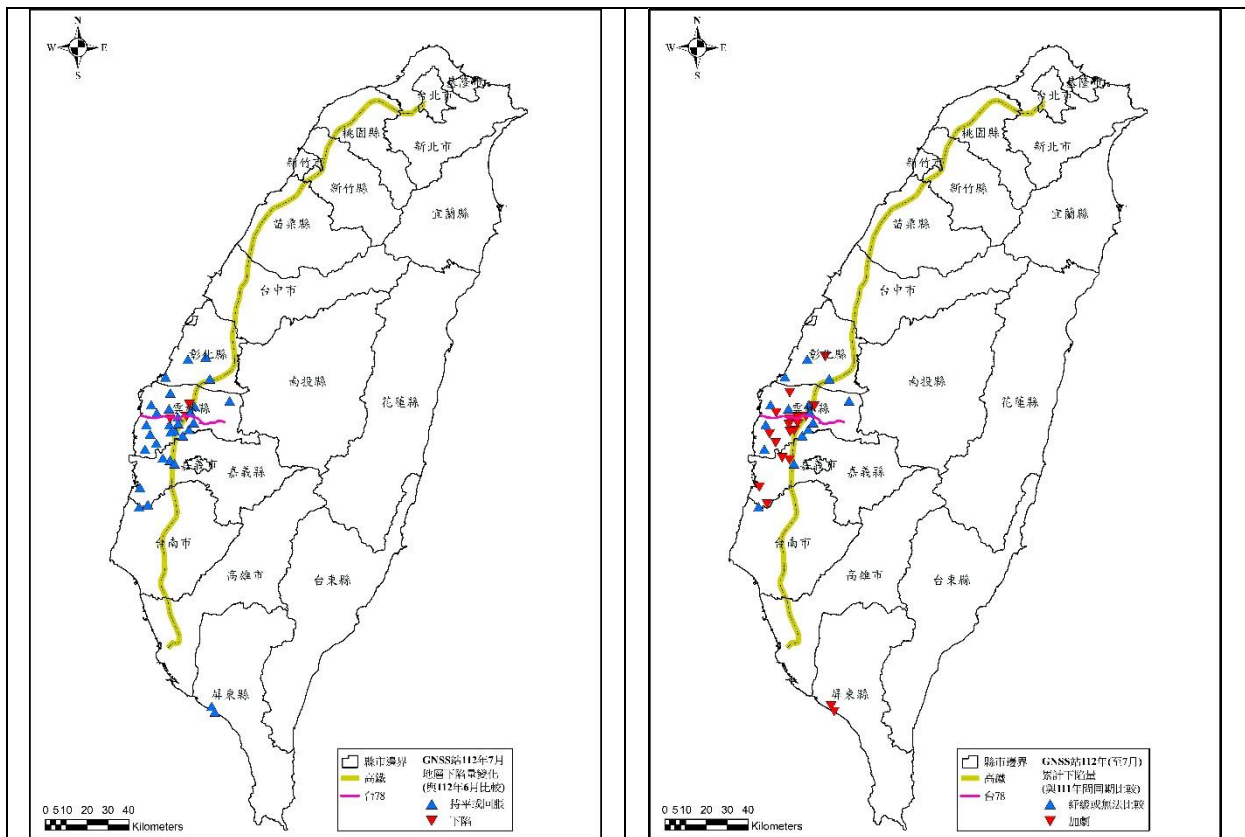 N
W E
S
基隆市
台北市
桃園縣
新北市
新竹市
新竹縣
宜蘭縣
苗栗縣
台中市
彰化縣
南投縣
花蓮縣
雲林縣
嘉義市
嘉義縣
台南市
高雄市
台東縣
屏東縣
縣市邊界
高鐵
台78
GNSS站112年7月
地層下陷量變化
(與112年6月比較)
持平或回脹
下陷
0 5 10 20 30 40
Kilometers
N
W E
S
基隆市
台北市
桃園縣
新北市
新竹市
新竹縣
宜蘭縣
苗栗縣
台中市
彰化縣
南投縣
花蓮縣
雲林縣
嘉義市
嘉義縣
台南市
高雄市
台東縣
屏東縣
縣市邊界
高鐵
台78
GNSS站112年(至7月)
累計下陷量
(與111年間同期比較)
紓緩或無法比較
加劇
0 5 10 20 30 40
Kilometers